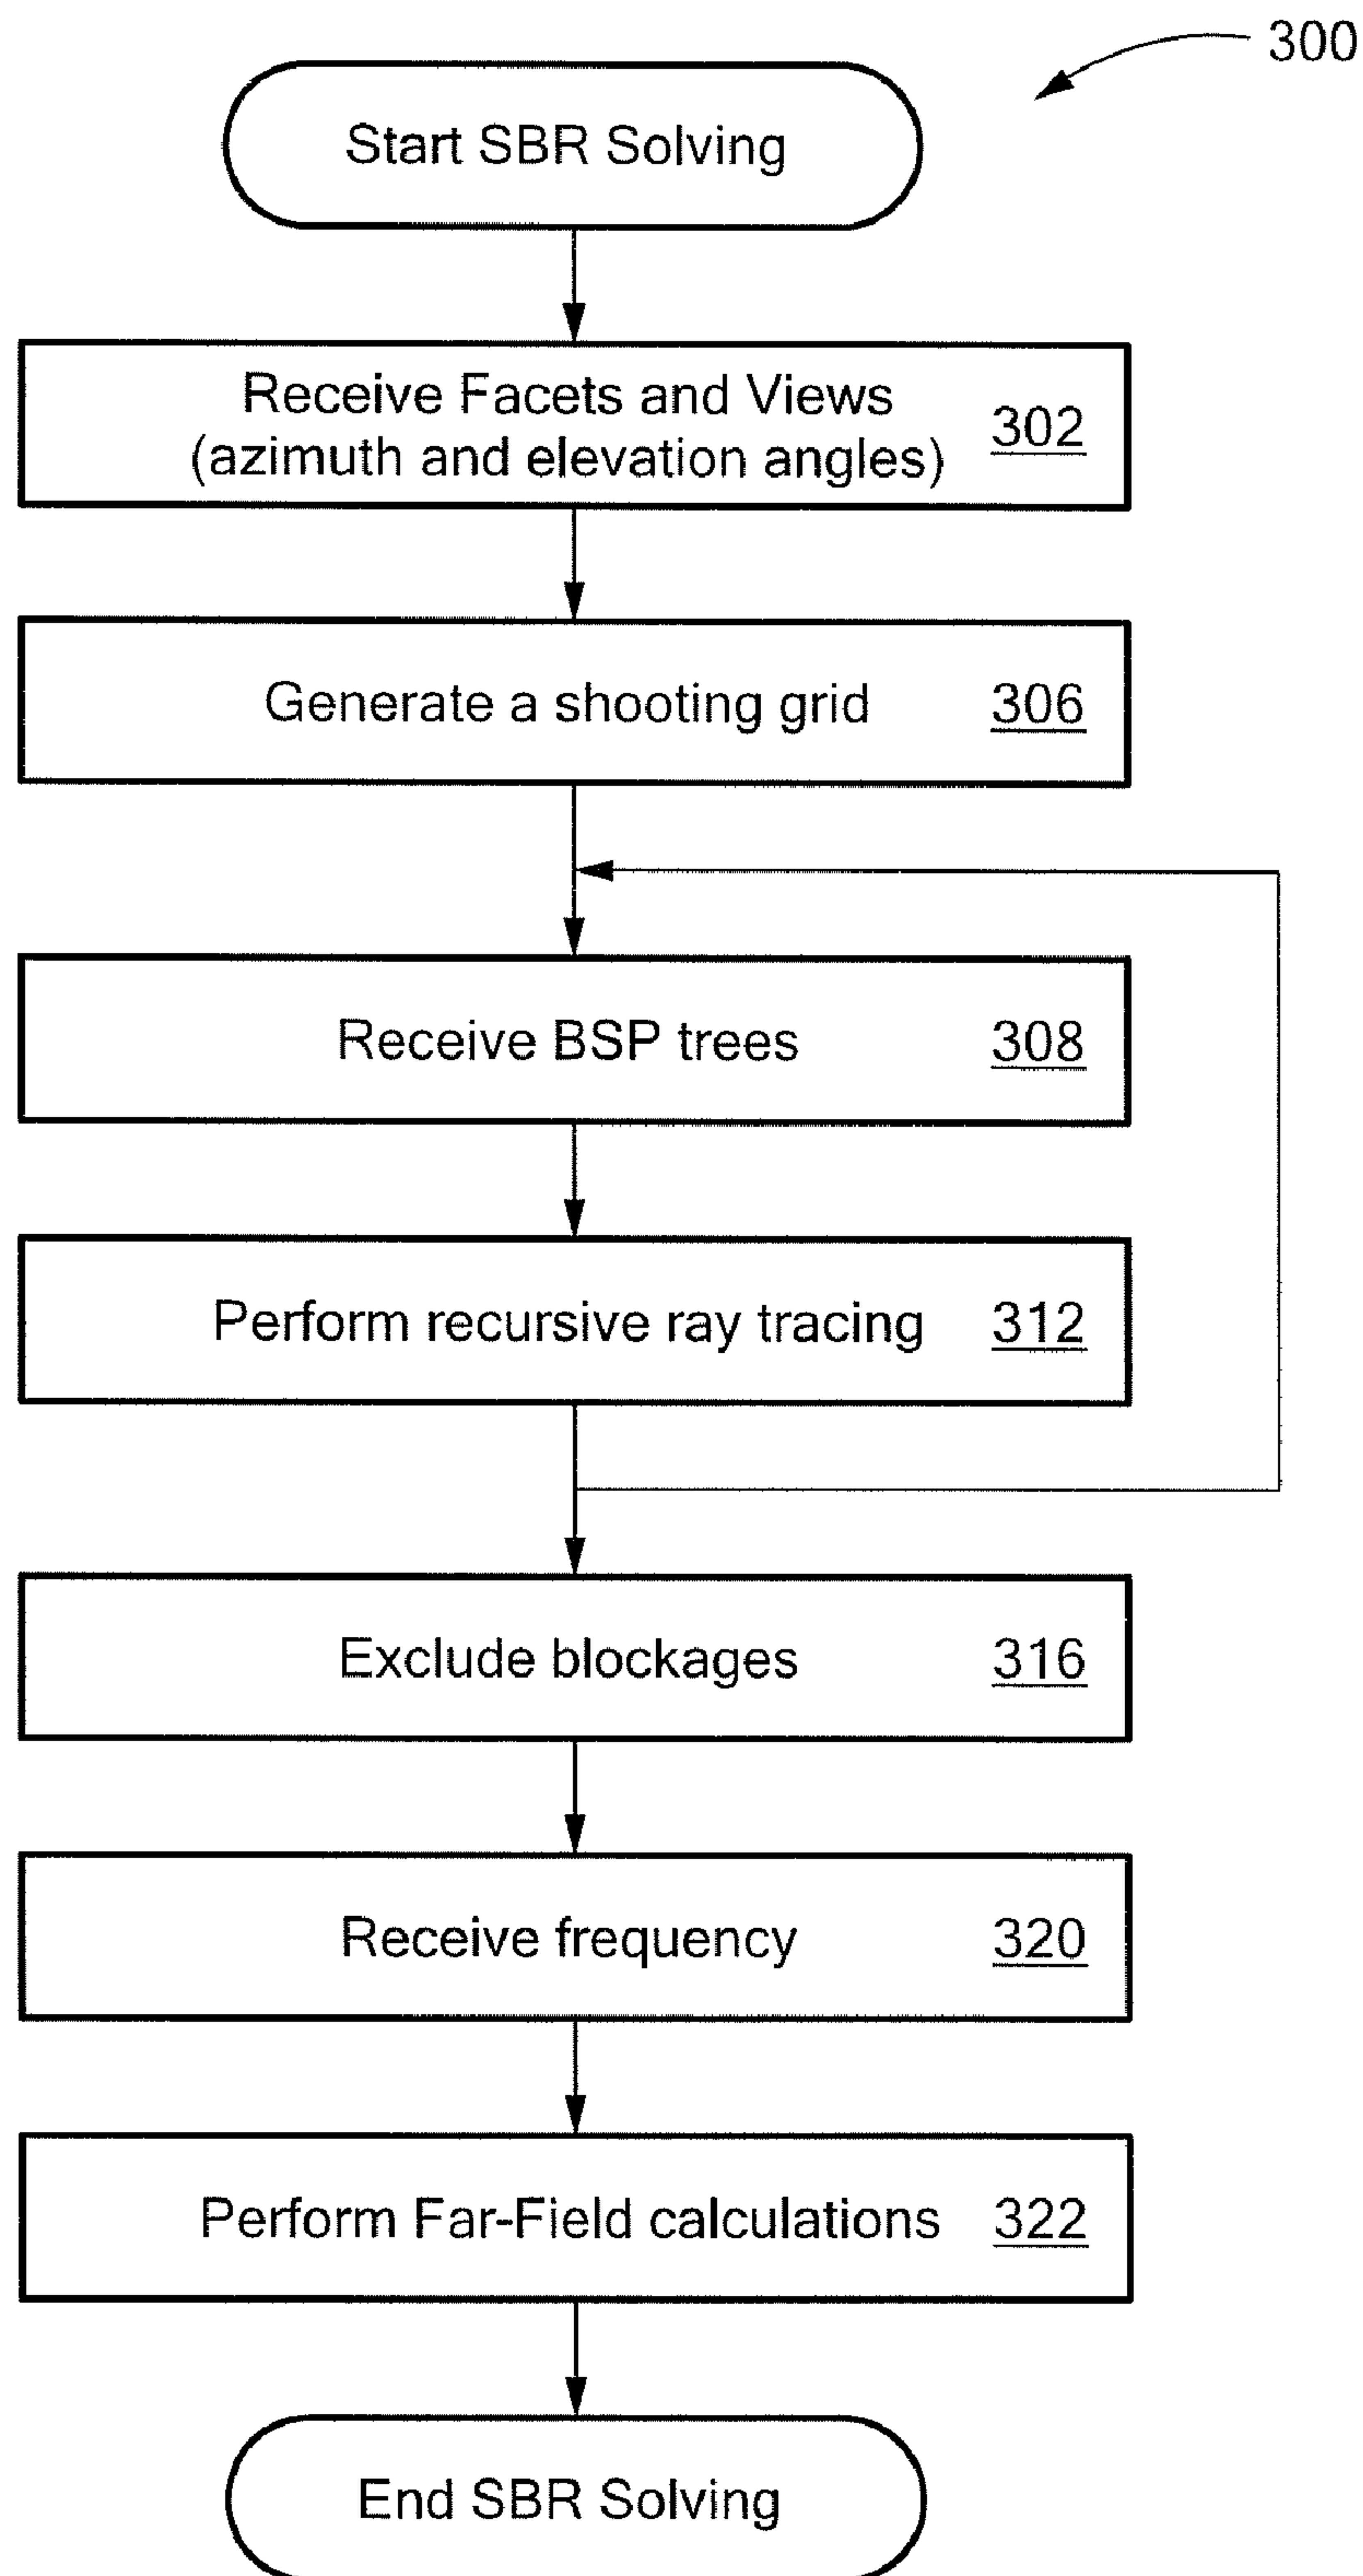 300
Start SBR Solving
Receive Facets and Views
(azimuth and elevation angles)
302
Generate a shooting grid 306
Receive BSP trees 308
Perform recursive ray tracing 312
Exclude blockages 316
Receive frequency 320
Perform Far-Field calculations 322
End SBR Solving